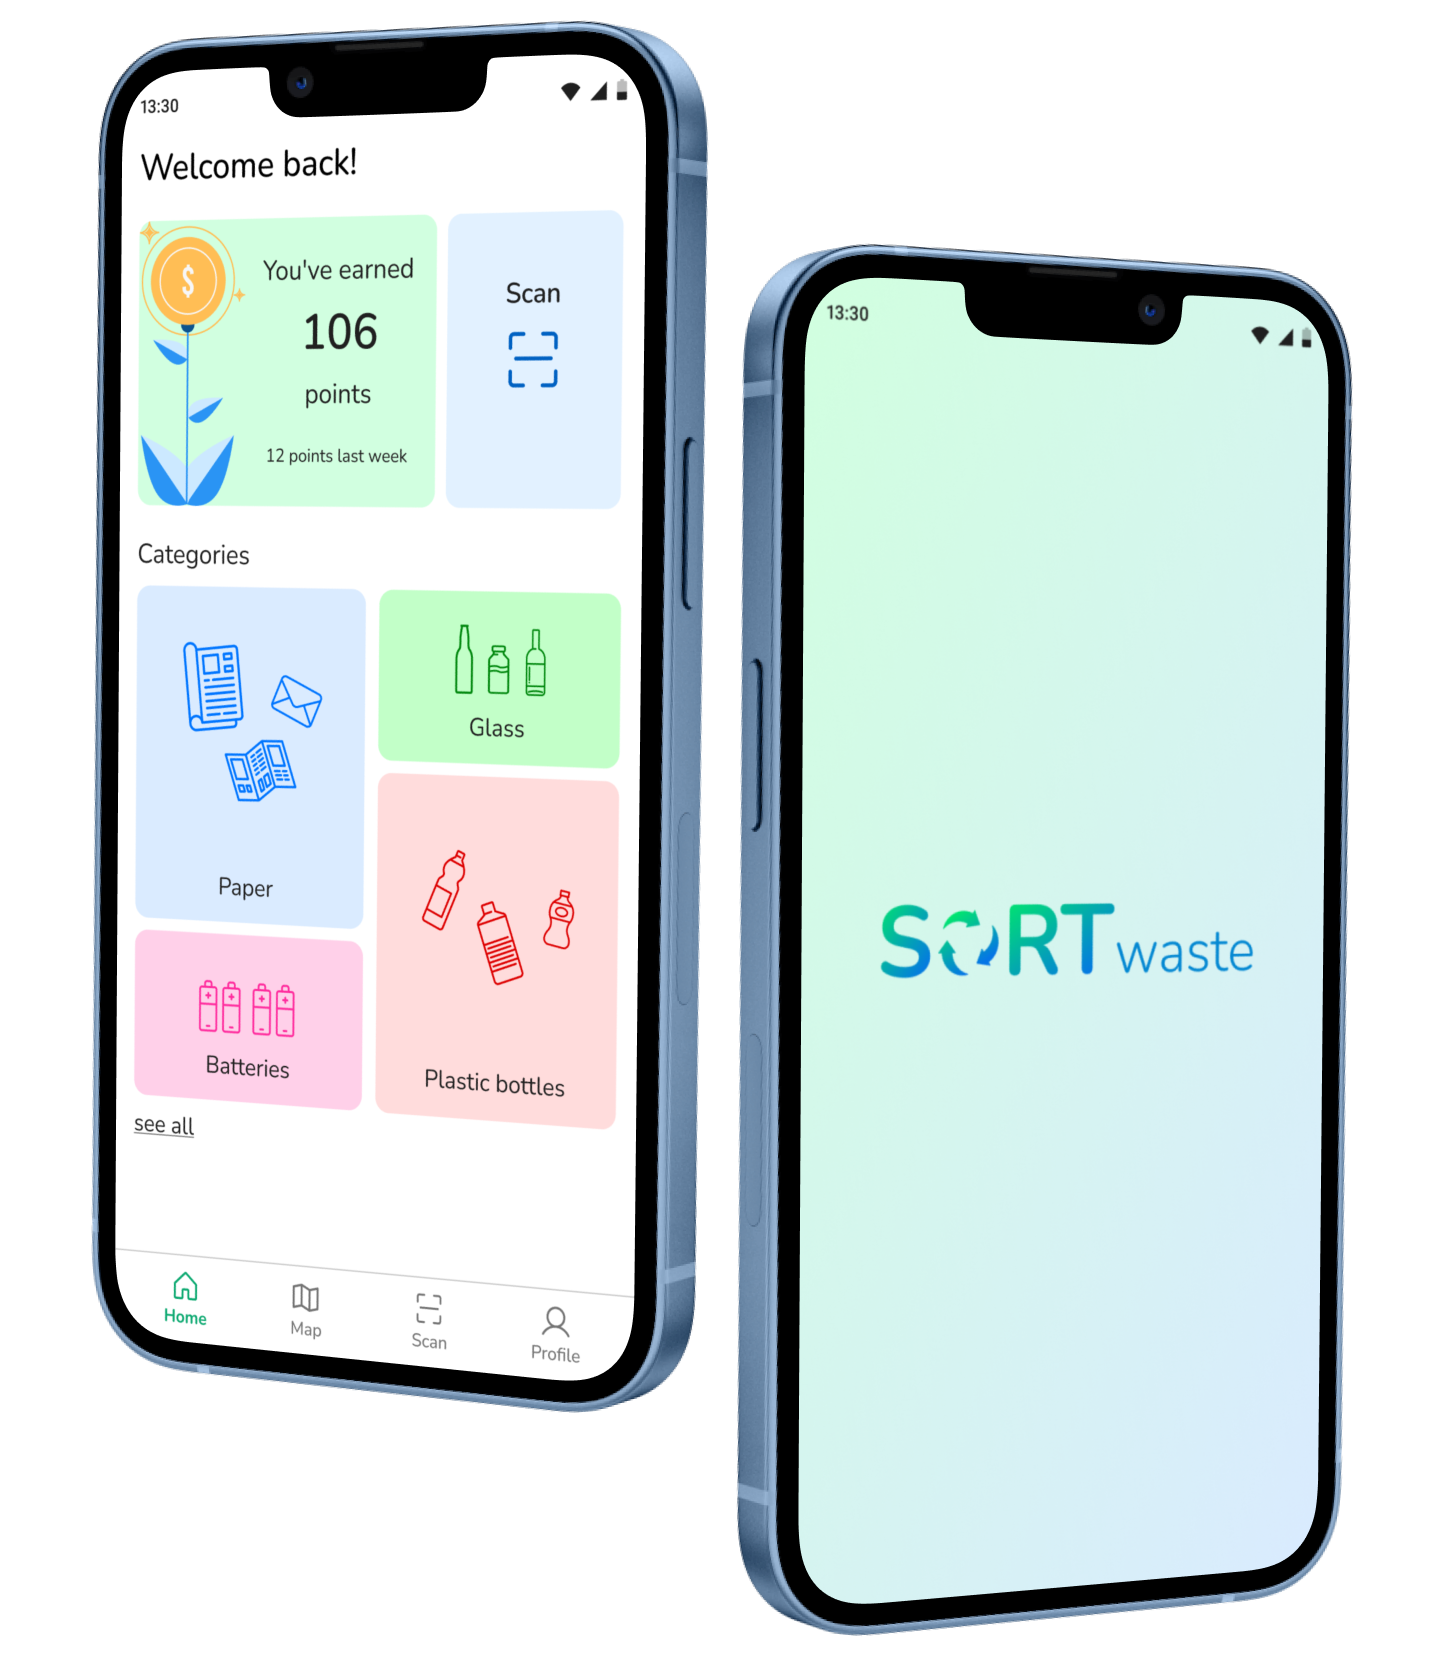 13:30
Welcome back!
$
You've earned
106
points
12 points last week
Scan
Categories
Paper
Glass
Batteries
Plastic bottles
see all
Home
Map
Scan
Profile
13:30
SORT waste